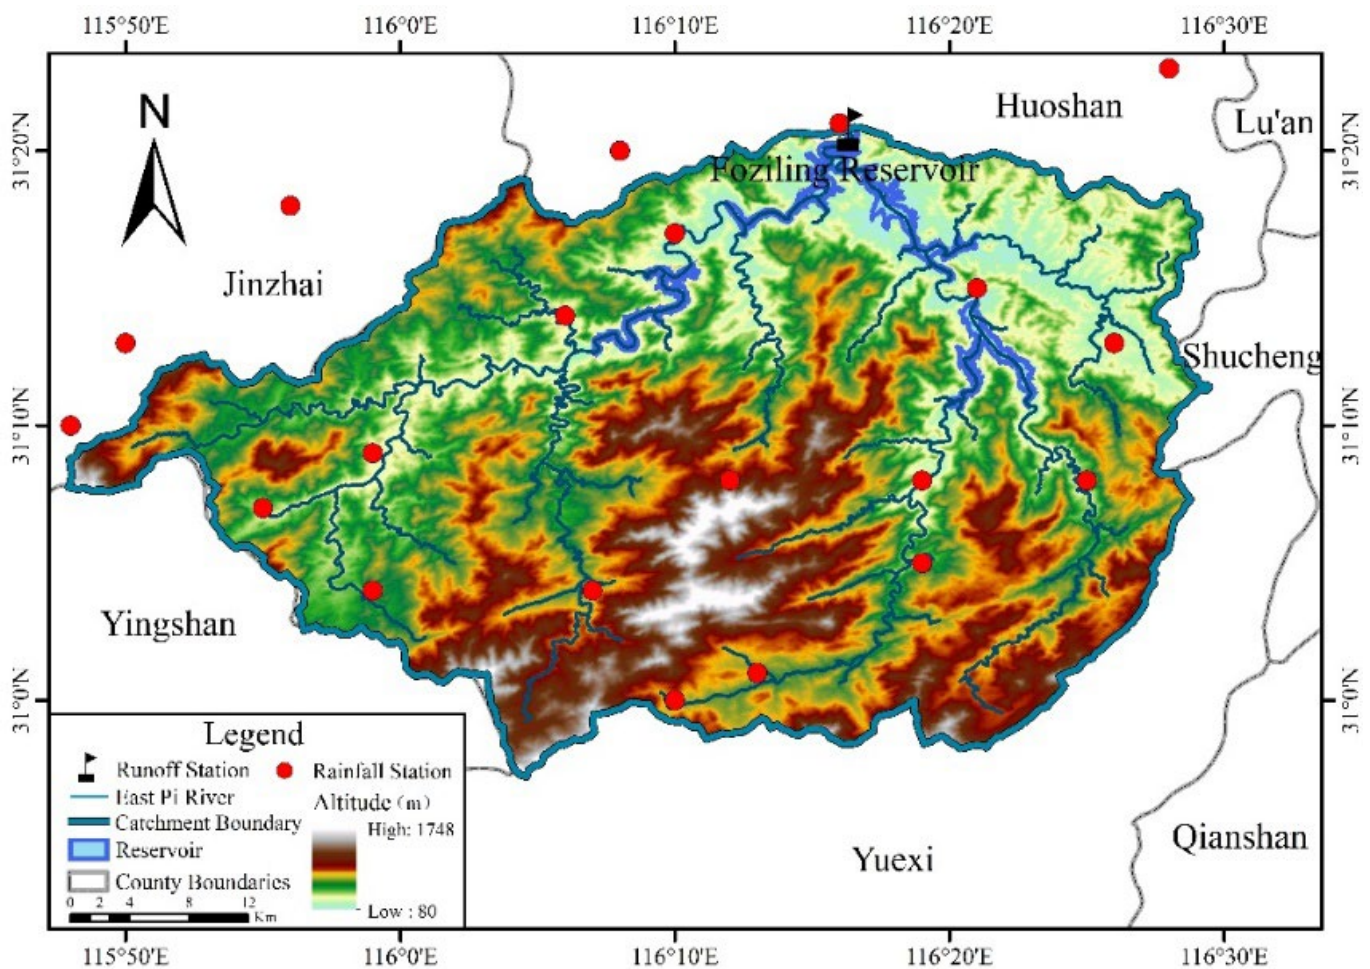 115°50'E 116°0'E 116°10'E 116°20'E 116°30'E
N
Huoshan
Lu'an
31°20'N
31°20'N
Foziling Reservoir
Jinzhai
Shucheng
31°10'N
31°10'N
Yingshan
31°0'N
31°0'N
Legend
Runoff Station
Rainfall Station
East Pi River
Altitude (m)
Catchment Boundary
High: 1748
Reservoir
County Boundaries
Low : 80
0 2 4 8 12
Km
Yuexi
Qianshan
115°50'E 116°0'E 116°10'E 116°20'E 116°30'E